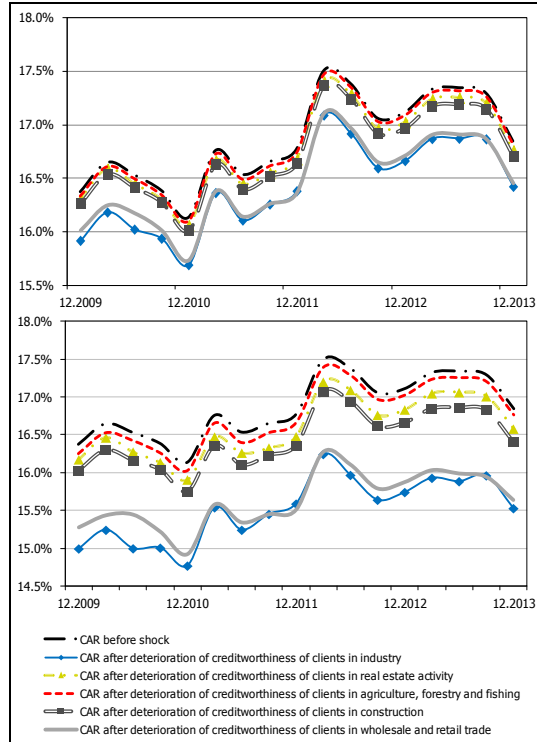 18.0%
17.5%
17.0%
16.5%
16.0%
15.5%
12.2009 12.2010 12.2011 12.2012 12.2013
18.0%
17.5%
17.0%
16.5%
16.0%
15.5%
15.0%
14.5%
12.2009 12.2010 12.2011 12.2012 12.2013
CAR before shock
CAR after deterioration of creditworthiness of clients in industry
CAR after deterioration of creditworthiness of clients in real estate activity
CAR after deterioration of creditworthiness of clients in agriculture, forestry and fishing
CAR after deterioration of creditworthiness of clients in construction
CAR after deterioration of creditworthiness of clients in wholesale and retail trade